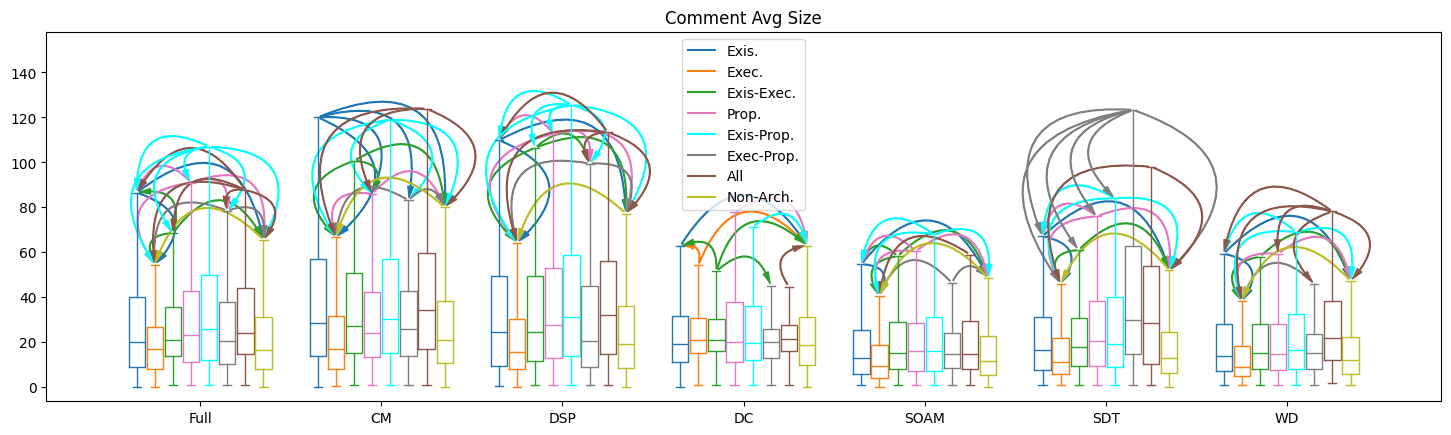 Comment Avg Size
140
120
100
80
60
40
20
0
Exis.
Exec.
Exis-Exec.
Prop.
Exis-Prop.
Exec-Prop.
All
Non-Arch.
Full CM DSP DC SOAM SDT WD